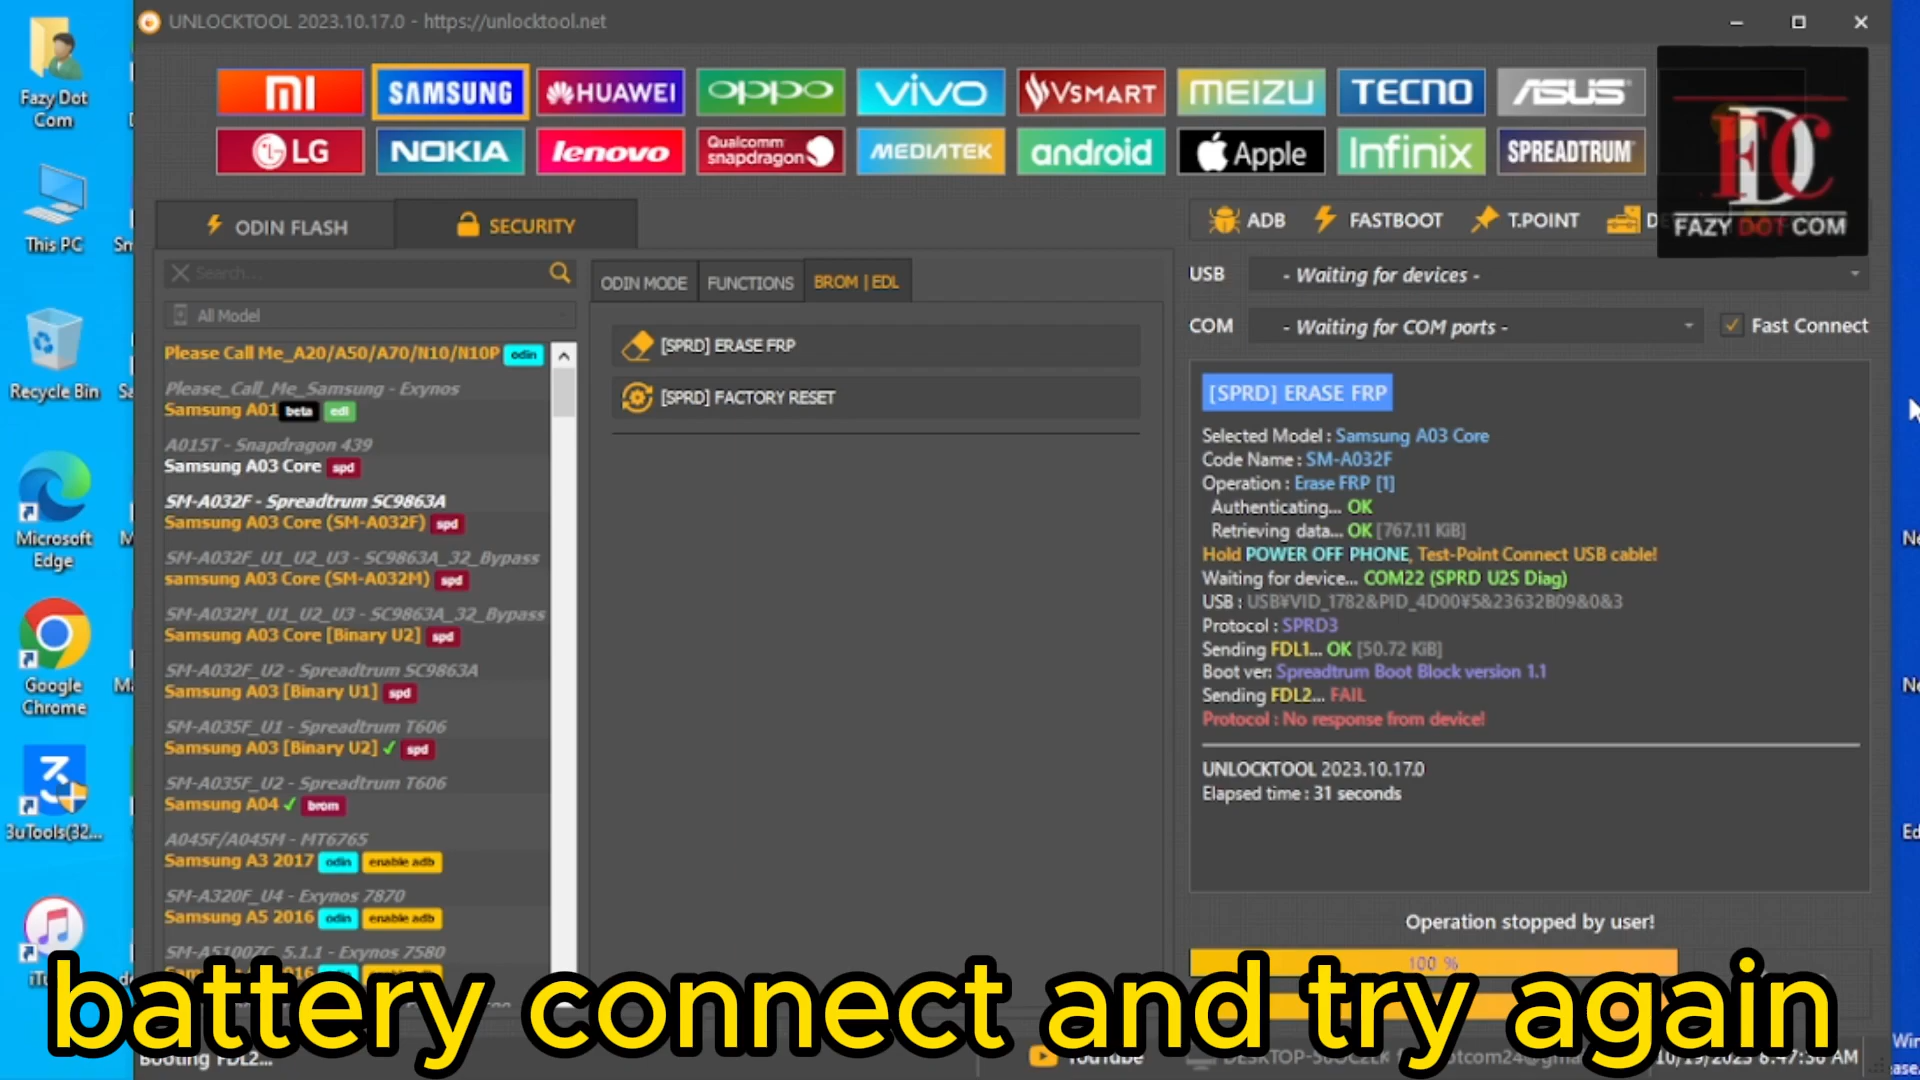 UNLOCKTOOL 2023.10.17.0 - https://unlocktool.net
Fazy Dot Com
This PC
Recycle Bin
Microsoft Edge
Google Chrome
3uTools(32...
mi SAMSUNG HUAWEI oppo vivo VSMART MEIZU TECNO ASUS
LG NOKIA lenovo Qualcomm snapdragon MEDIATEK android Apple Infinix SPREADTRUM
FDC
FAZY DOT COM
ODIN FLASH SECURITY
ADB FASTBOOT T.POINT
Search...
All Model
Please Call Me_A20/A50/A70/N10/N10P odin
Please_Call_Me_Samsung - Exynos
Samsung A01 beta edl
A015T - Snapdragon 439
Samsung A03 Core spd
SM-A032F - Spreadtrum SC9863A
Samsung A03 Core (SM-A032F) spd
SM-A032F_U1_U2_U3 - SC9863A_32_Bypass
samsung A03 Core (SM-A032M) spd
SM-A032M_U1_U2_U3 - SC9863A_32_Bypass
Samsung A03 Core [Binary U2] spd
SM-A032F_U2 - Spreadtrum SC9863A
Samsung A03 [Binary U1] spd
SM-A035F_U1 - Spreadtrum T606
Samsung A03 [Binary U2] ✓ spd
SM-A035F_U2 - Spreadtrum T606
Samsung A04 ✓ brom
A045F/A045M - MT6765
Samsung A3 2017 odin enable adb
SM-A320F_U4 - Exynos 7870
Samsung A5 2016 odin enable adb
SM-A51007C_5.1.1 - Exynos 7580
ODIN MODE FUNCTIONS BROM | EDL
[SPRD] ERASE FRP
[SPRD] FACTORY RESET
USB - Waiting for devices -
COM - Waiting for COM ports - Fast Connect
[SPRD] ERASE FRP
Selected Model : Samsung A03 Core
Code Name : SM-A032F
Operation : Erase FRP [1]
Authenticating... OK
Retrieving data... OK [767.11 KiB]
Hold POWER OFF PHONE, Test-Point Connect USB cable!
Waiting for device... COM22 (SPRD U2S Diag)
USB : USB¥VID_1782&PID_4D00¥5&23632B09&0&3
Protocol : SPRD3
Sending FDL1... OK [50.72 KiB]
Boot ver: Spreadtrum Boot Block version 1.1
Sending FDL2... FAIL
Protocol : No response from device!
UNLOCKTOOL 2023.10.17.0
Elapsed time : 31 seconds
Operation stopped by user!
100 %
battery connect and try again
Booting FDL2...
YouTube